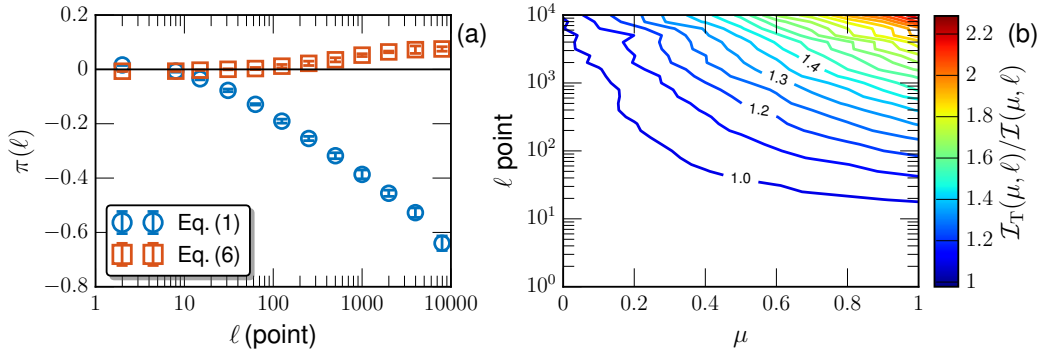 (a)
0.2
0
−0.2
−0.4
−0.6
−0.8
π(ℓ)
Eq. (1)
Eq. (6)
1 10 100 1000 10000
ℓ (point)
(b)
10⁴
10³
10²
10¹
10⁰
ℓ point
1.4
1.3
1.2
1.0
0 0.2 0.4 0.6 0.8 1
μ
2.2
2
1.8
1.6
1.4
1.2
1
𝓘_T(μ, ℓ)/𝓘(μ, ℓ)